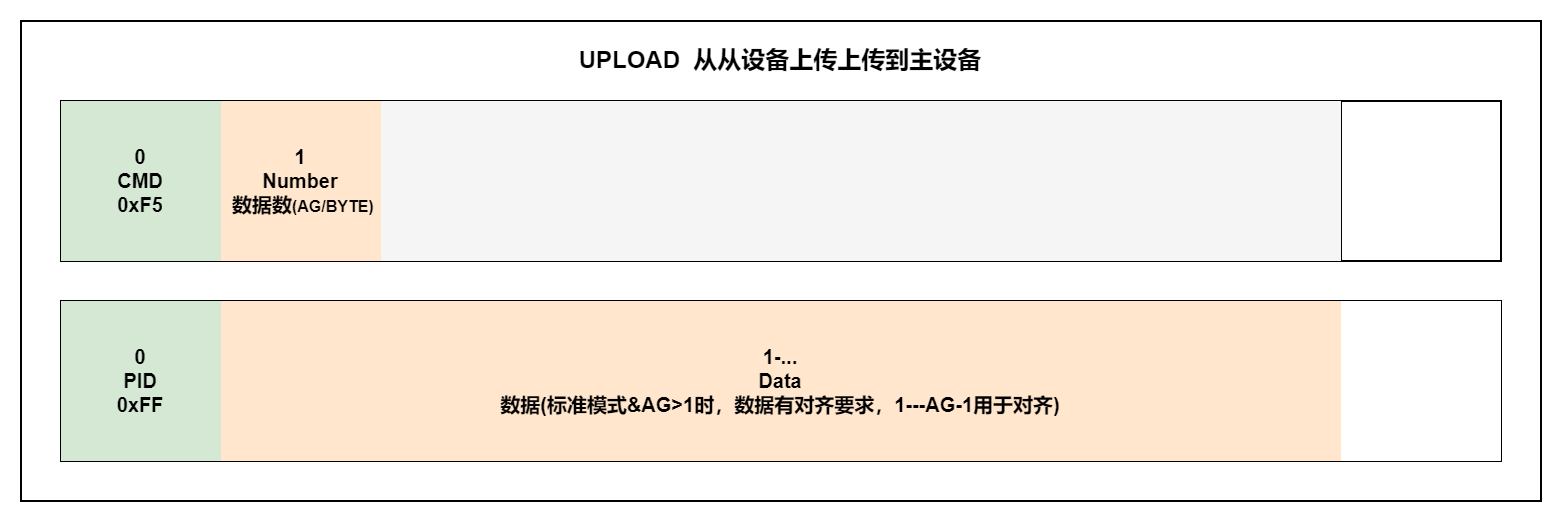 UPLOAD 从从设备上传上传到主设备
0
CMD
0xF5
1
Number
数据数(AG/BYTE)
0
PID
0xFF
1-...
Data
数据(标准模式&AG>1时，数据有对齐要求，1---AG-1用于对齐)